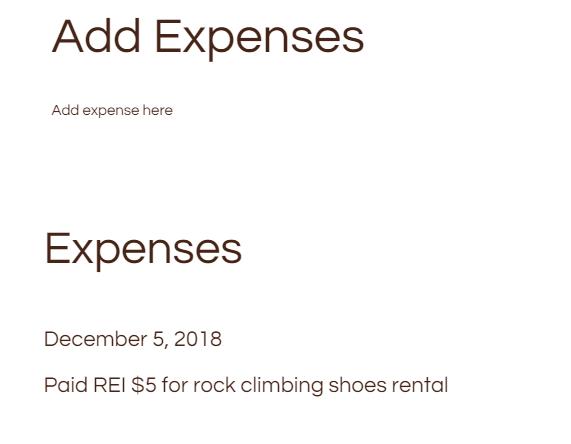 Add Expenses
Add expense here
Expenses
December 5, 2018
Paid REI $5 for rock climbing shoes rental